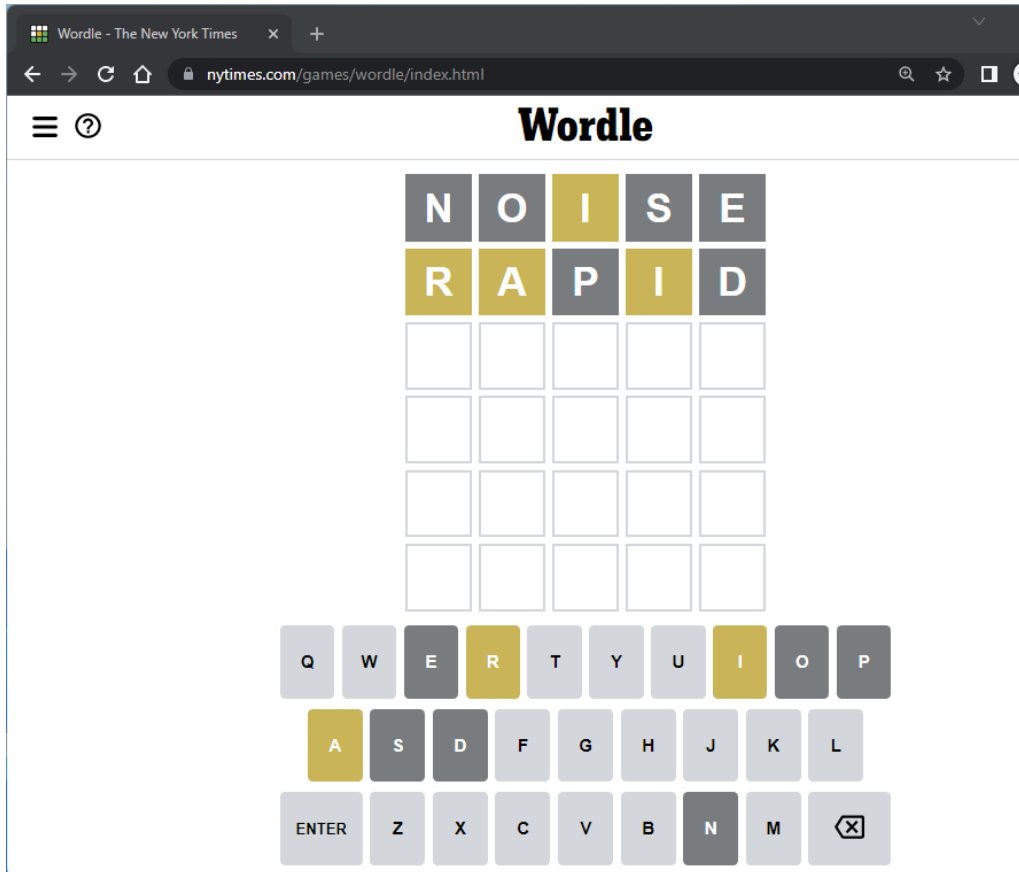 Wordle - The New York Times
nytimes.com/games/wordle/index.html
Wordle
N O I S E
R A P I D
Q W E R T Y U I O P
A S D F G H J K L
ENTER Z X C V B N M